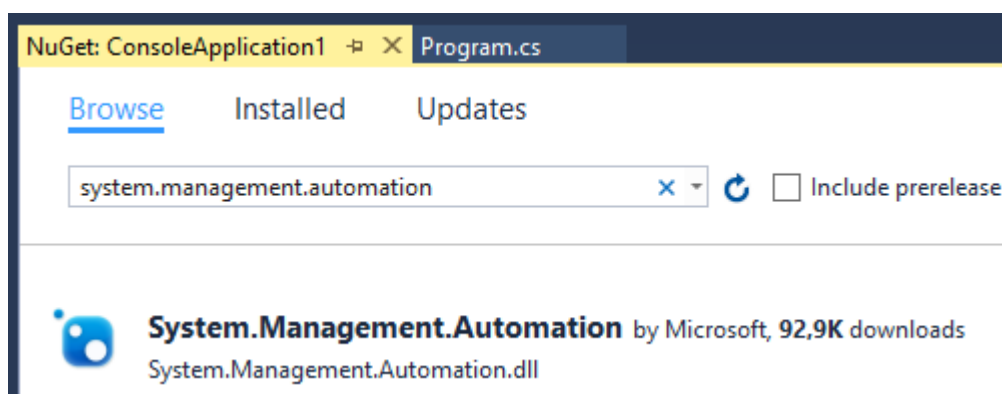 NuGet: ConsoleApplication1 Program.cs
Browse Installed Updates
system.management.automation Include prerelease
System.Management.Automation by Microsoft, 92,9K downloads
System.Management.Automation.dll